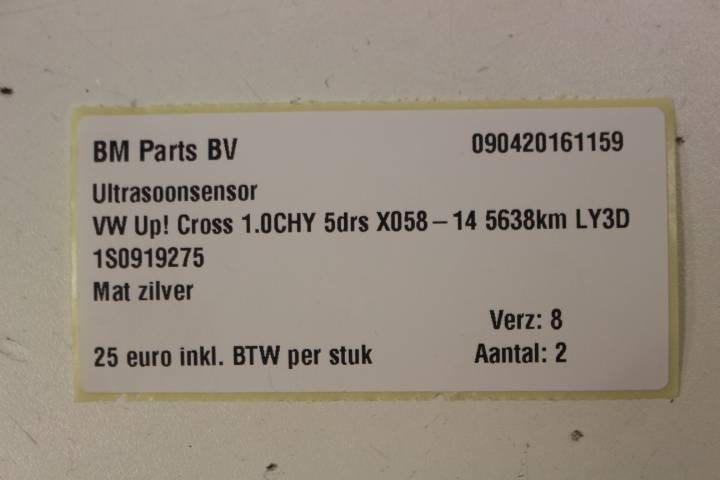 BM Parts BV 090420161159
Ultrasoonsensor
VW Up! Cross 1.0CHY 5drs X058-14 5638km LY3D
1S0919275
Mat zilver
Verz: 8
25 euro inkl. BTW per stuk Aantal: 2